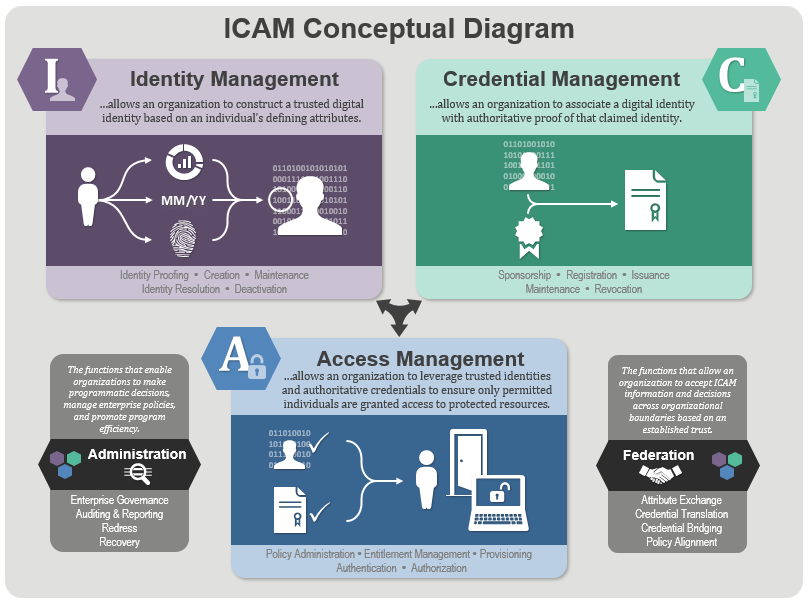 ICAM Conceptual Diagram
I
Identity Management
...allows an organization to construct a trusted digital
identity based on an individual's defining attributes.
MM/YY
0110100101010101
Identity Proofing • Creation • Maintenance
Identity Resolution • Deactivation
C
Credential Management
...allows an organization to associate a digital identity
with authoritative proof of that claimed identity.
01101001010
Sponsorship • Registration • Issuance
Maintenance • Revocation
A
Access Management
...allows an organization to leverage trusted identities
and authoritative credentials to ensure only permitted
individuals are granted access to protected resources.
011010010
Policy Administration • Entitlement Management • Provisioning
Authentication • Authorization
The functions that enable
organizations to make
programmatic decisions,
manage enterprise policies,
and promote program
efficiency.
Administration
Enterprise Governance
Auditing & Reporting
Redress
Recovery
The functions that allow an
organization to accept ICAM
information and decisions
across organizational
boundaries based on an
established trust.
Federation
Attribute Exchange
Credential Translation
Credential Bridging
Policy Alignment